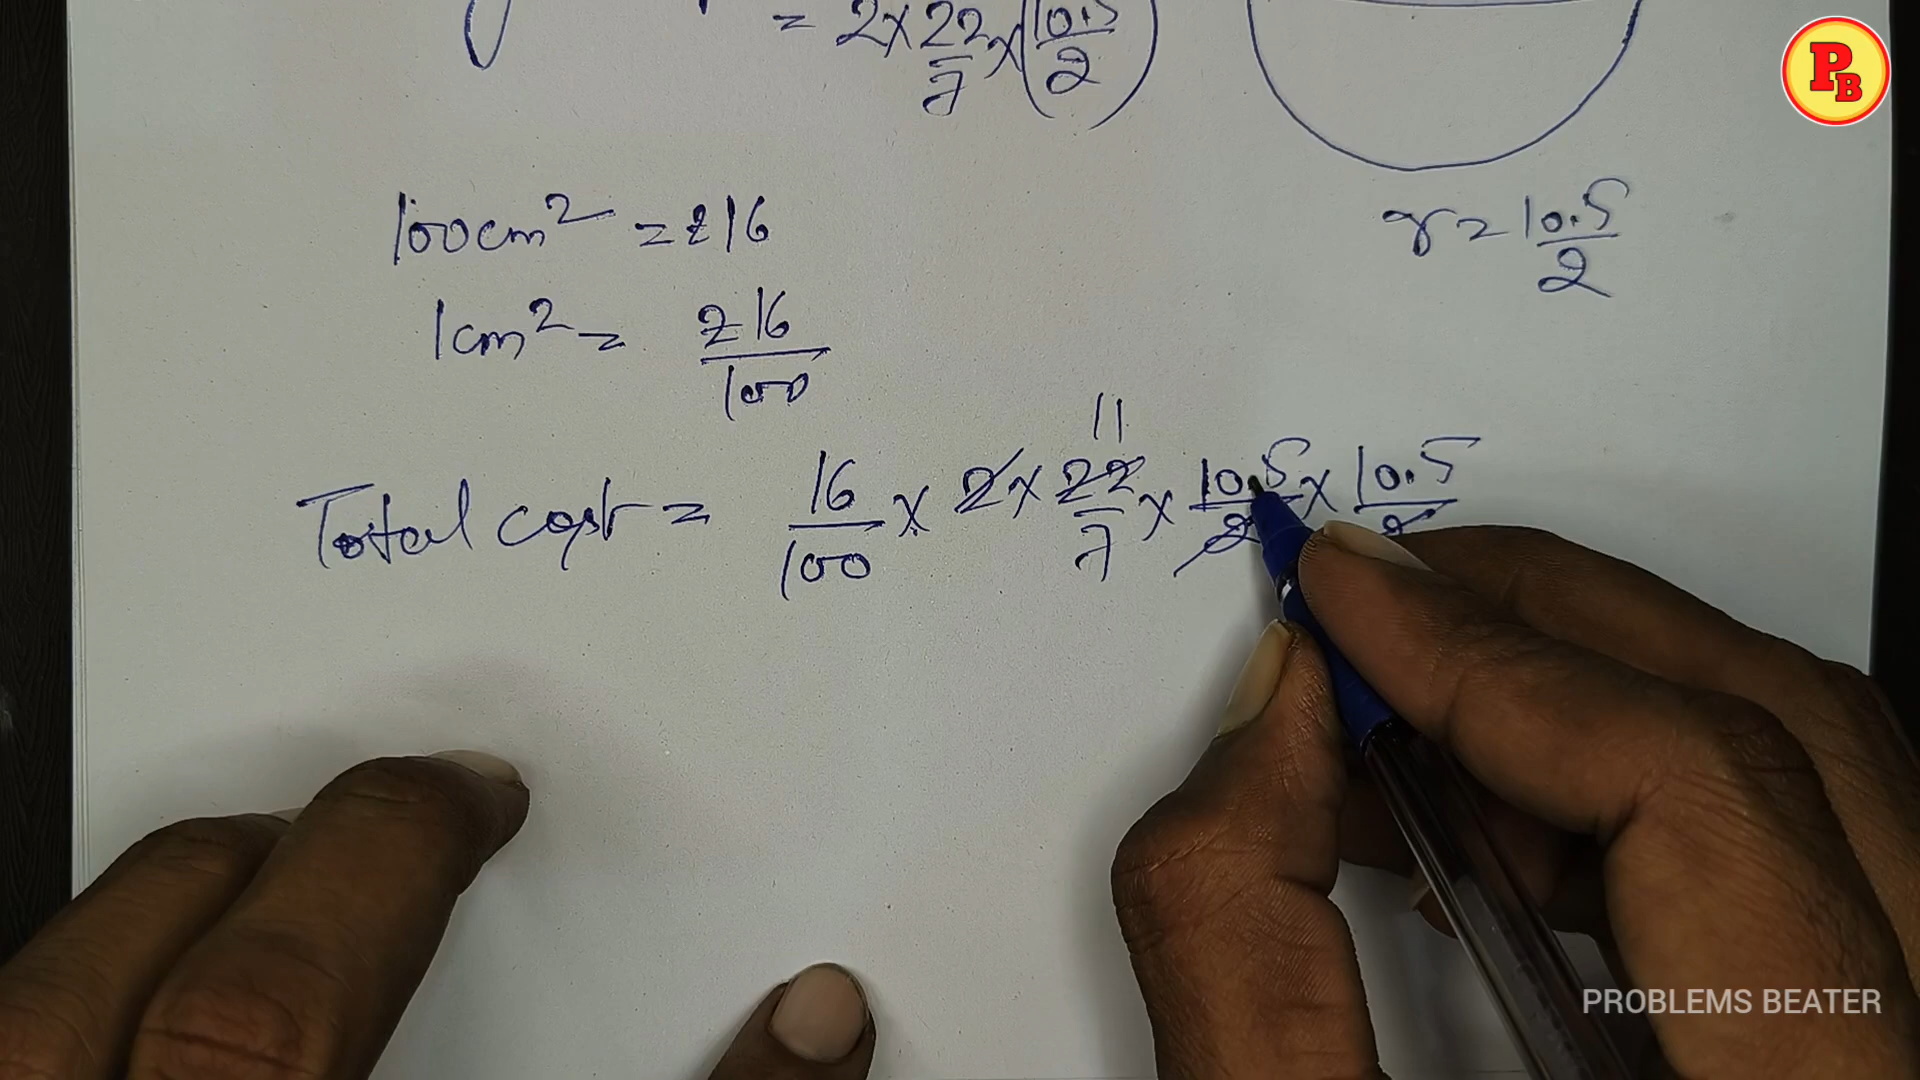 = 2 × 22/7 × (10.5/2)
PB
100cm² = ₹16
r = 10.5/2
1cm² = ₹16/100
11
Total cost = 16/100 × 2 × 22/7 × 10.5/2 × 10.5/2
PROBLEMS BEATER